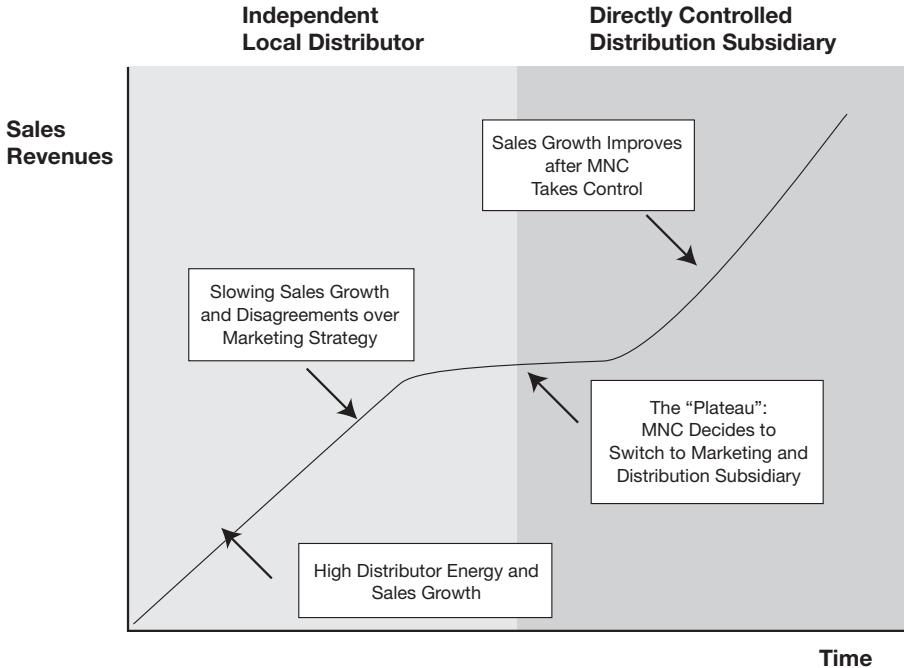 Independent
Local Distributor
Directly Controlled
Distribution Subsidiary
Sales
Revenues
Sales Growth Improves
after MNC
Takes Control
Slowing Sales Growth
and Disagreements over
Marketing Strategy
The “Plateau”:
MNC Decides to
Switch to Marketing and
Distribution Subsidiary
High Distributor Energy and
Sales Growth
Time